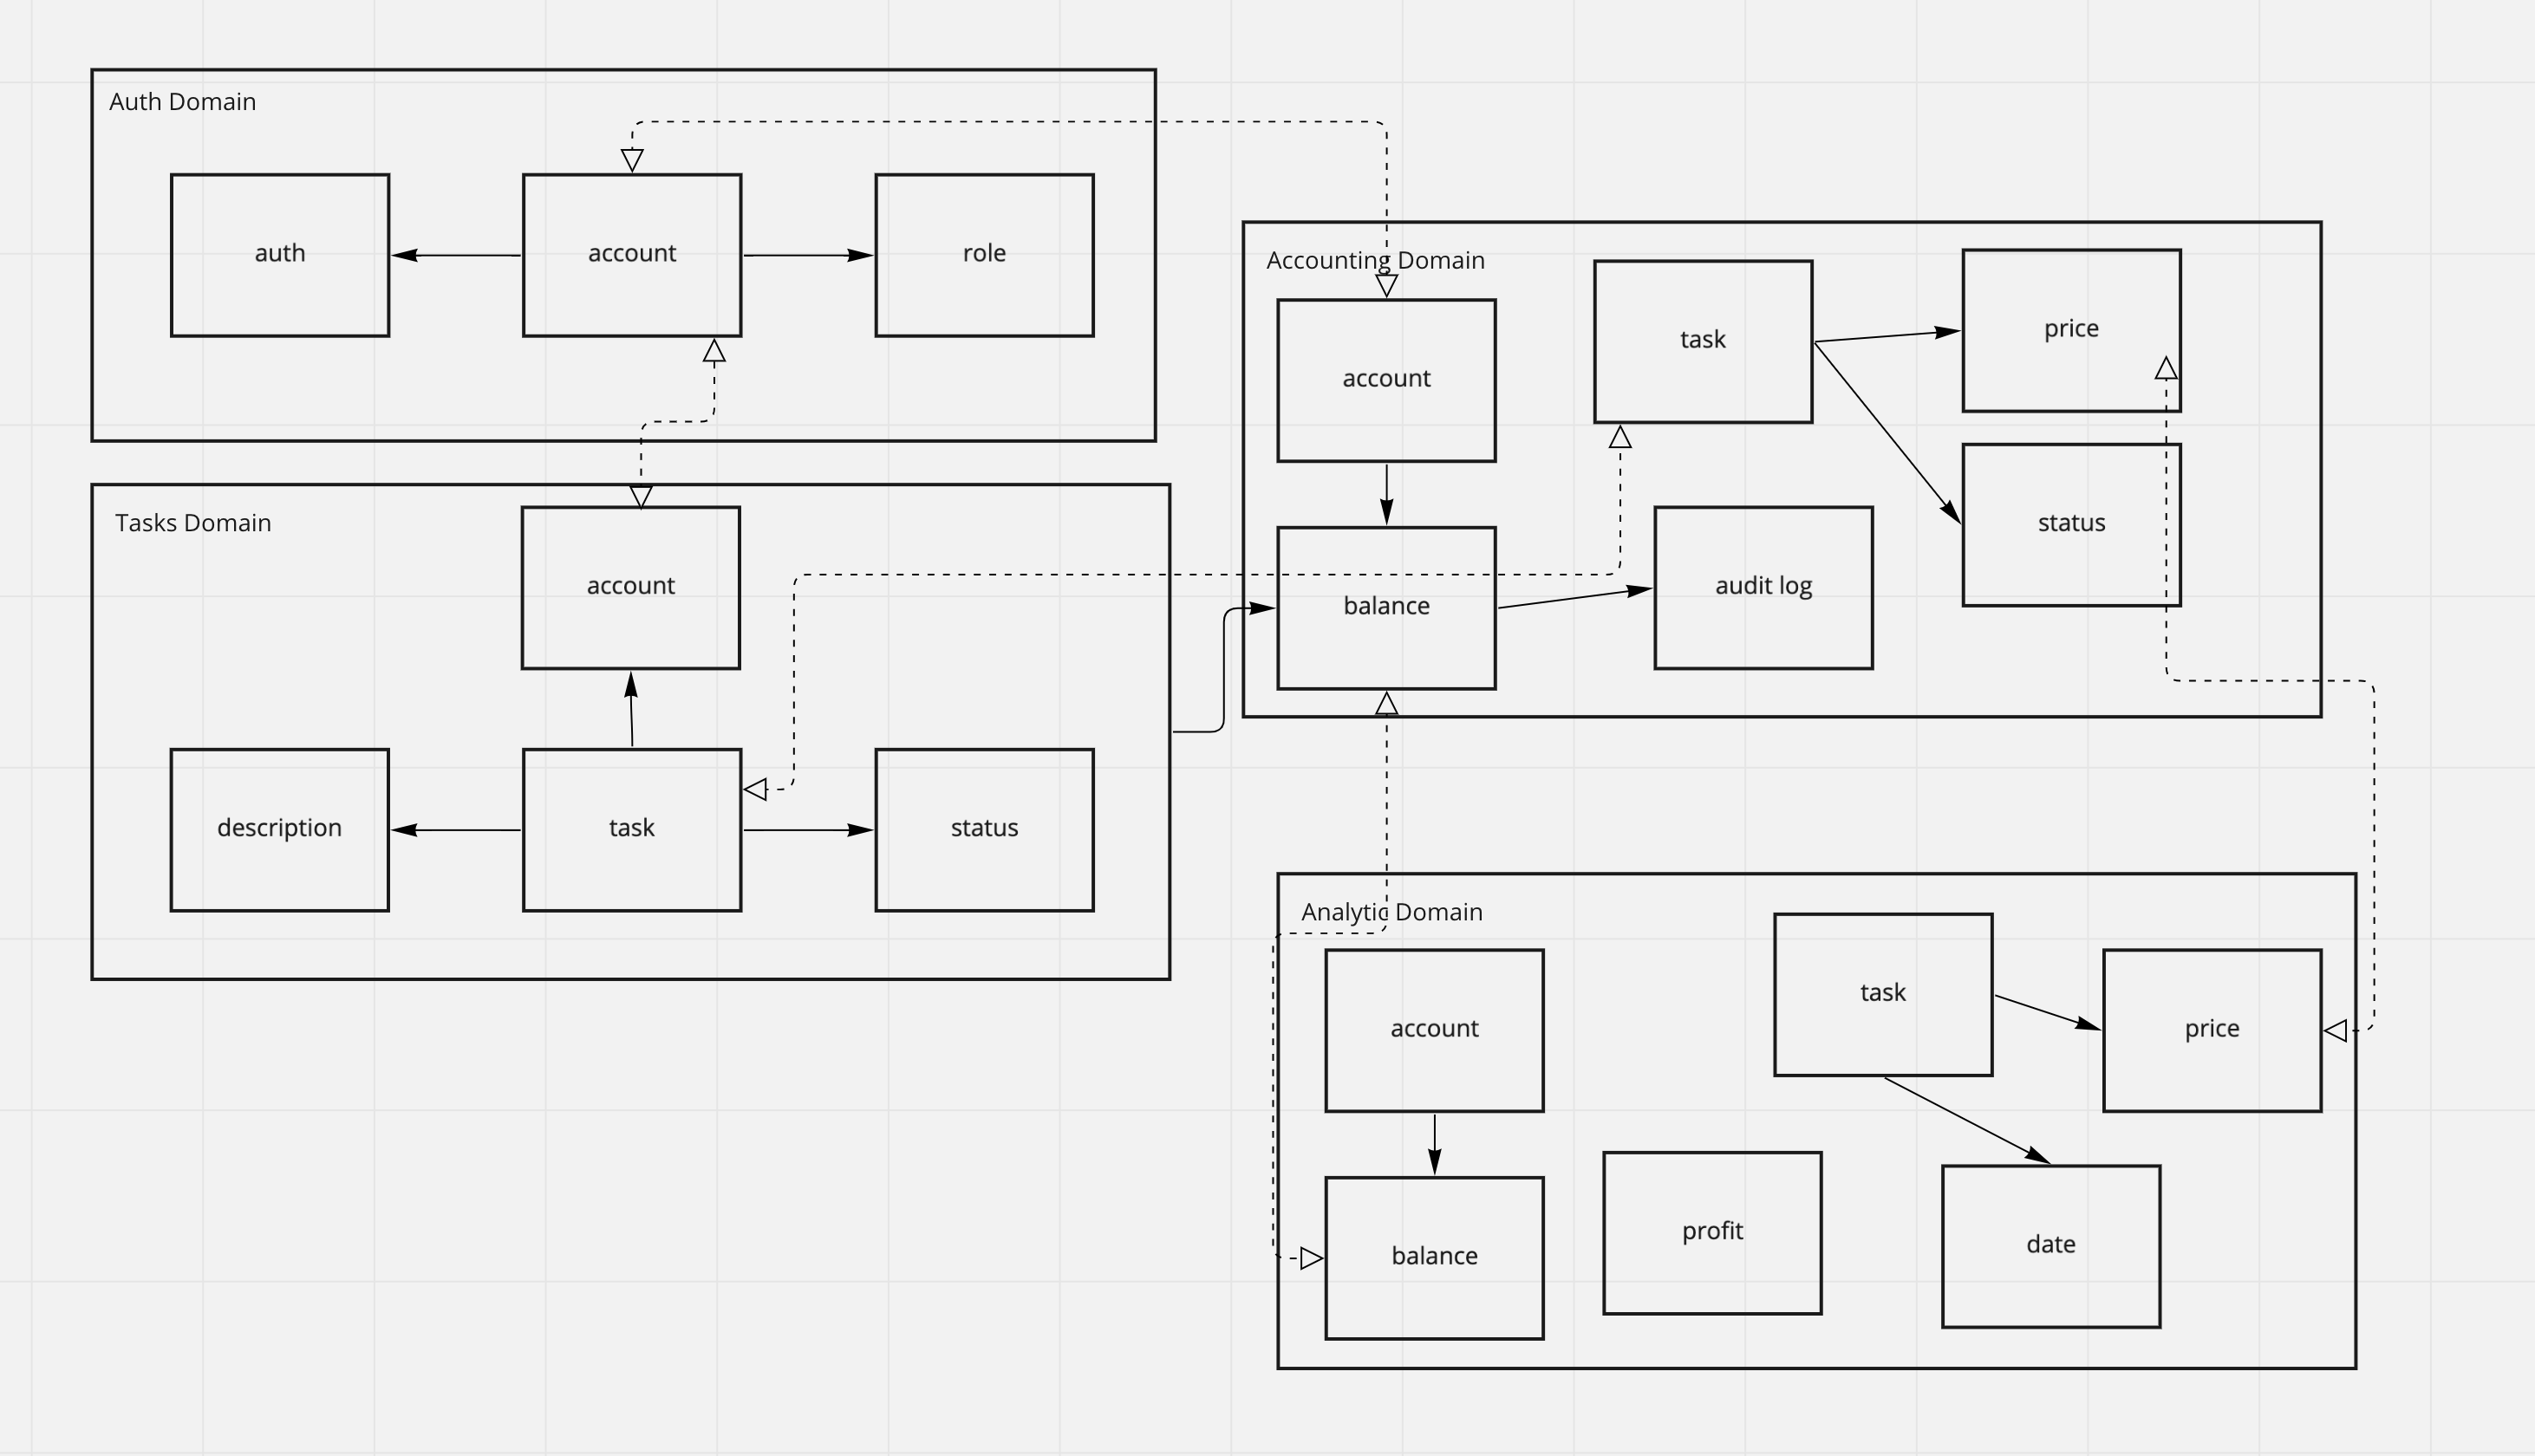 Auth Domain
auth
account
role
Tasks Domain
account
description
task
status
Accounting Domain
account
task
price
status
balance
audit log
Analytic Domain
account
task
price
balance
profit
date